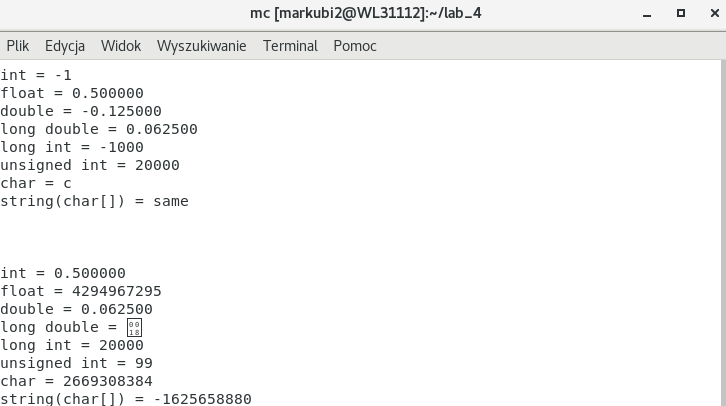 mc [markubi2@WL31112]:~/lab_4
Plik Edycja Widok Wyszukiwanie Terminal Pomoc
int = -1
float = 0.500000
double = -0.125000
long double = 0.062500
long int = -1000
unsigned int = 20000
char = c
string(char[]) = same
int = 0.500000
float = 4294967295
double = 0.062500
long double = 
long int = 20000
unsigned int = 99
char = 2669308384
string(char[]) = -1625658880